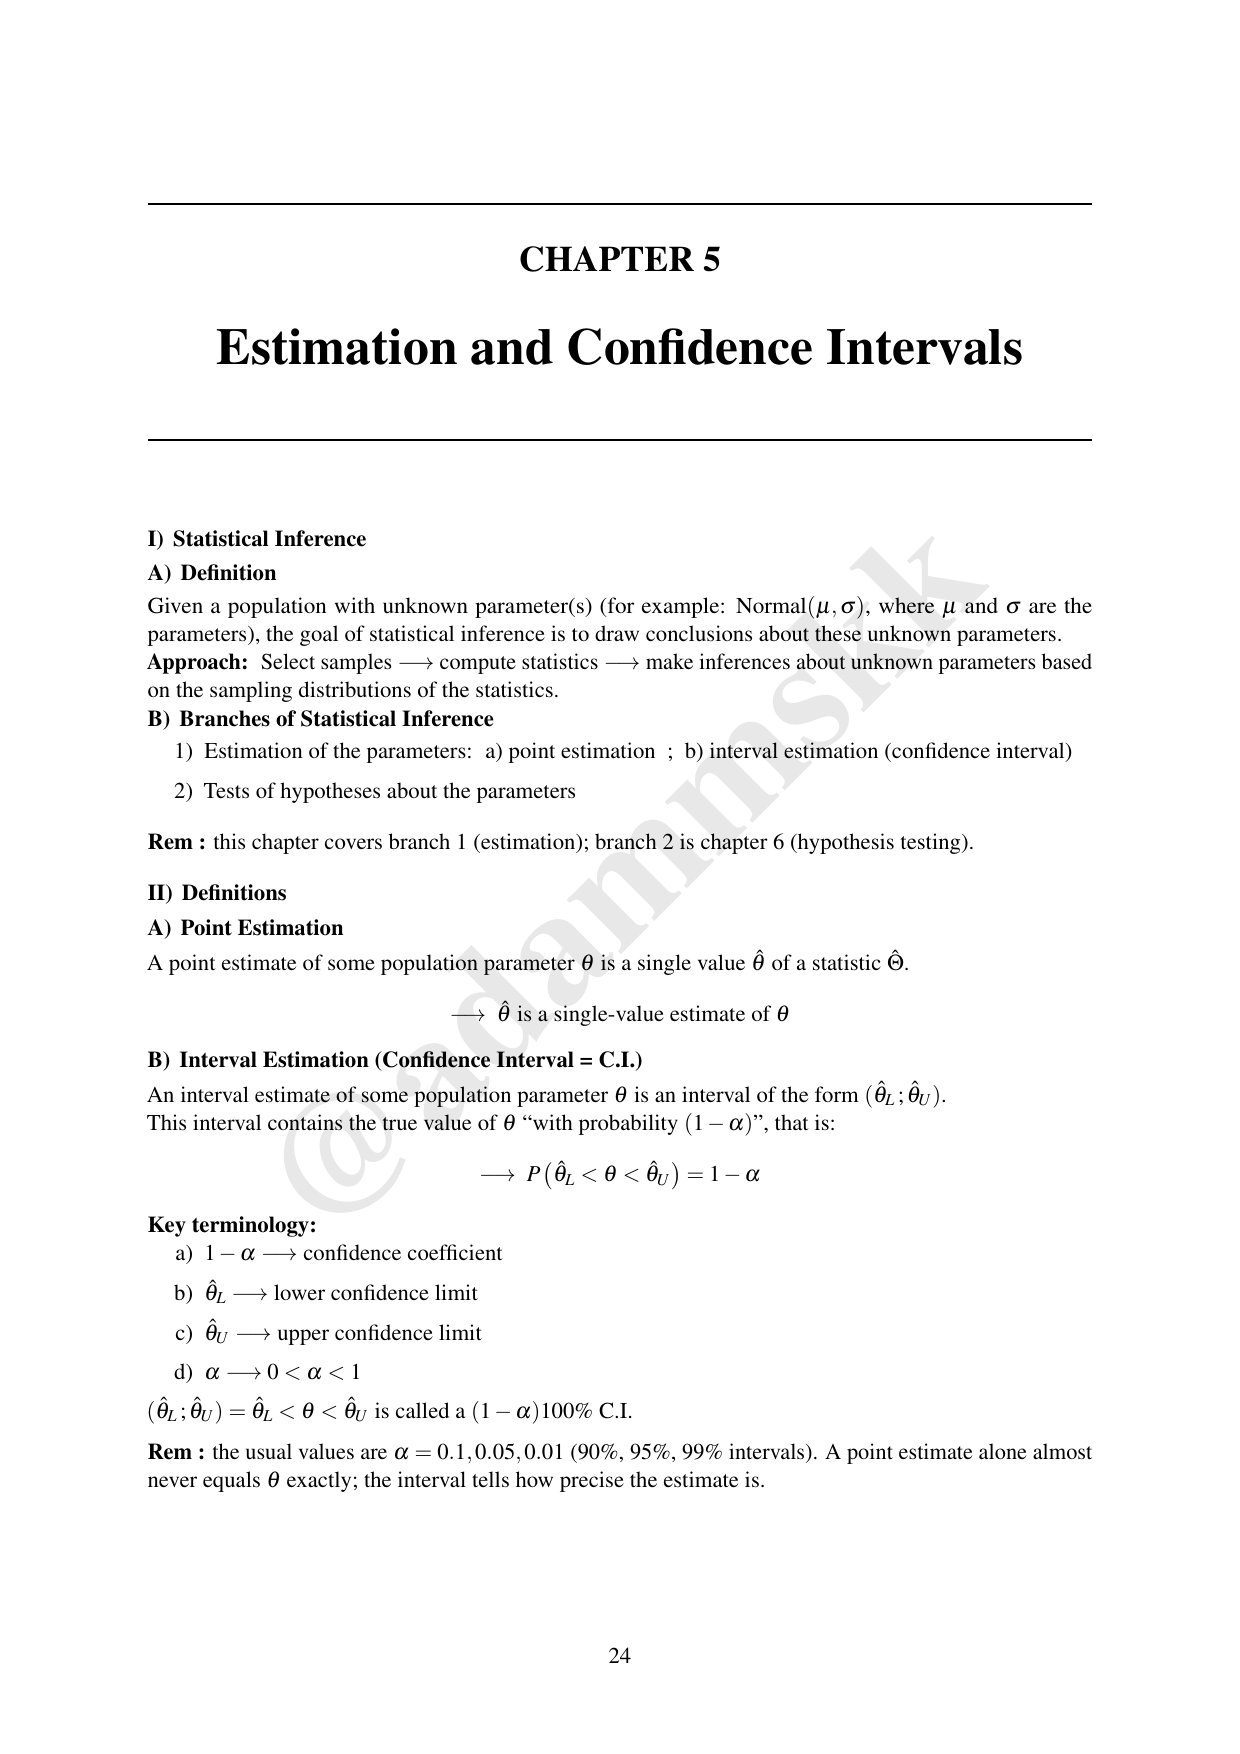 CHAPTER 5
Estimation and Confidence Intervals
I) Statistical Inference
A) Definition
Given a population with unknown parameter(s) (for example: Normal(μ, σ), where μ and σ are the
parameters), the goal of statistical inference is to draw conclusions about these unknown parameters.
Approach: Select samples ⟶ compute statistics ⟶ make inferences about unknown parameters based
on the sampling distributions of the statistics.
B) Branches of Statistical Inference
1) Estimation of the parameters: a) point estimation ; b) interval estimation (confidence interval)
2) Tests of hypotheses about the parameters
Rem : this chapter covers branch 1 (estimation); branch 2 is chapter 6 (hypothesis testing).
II) Definitions
A) Point Estimation
A point estimate of some population parameter θ is a single value θ̂ of a statistic Θ̂.
⟶ θ̂ is a single-value estimate of θ
B) Interval Estimation (Confidence Interval = C.I.)
An interval estimate of some population parameter θ is an interval of the form (θ̂_L ; θ̂_U).
This interval contains the true value of θ “with probability (1 − α)”, that is:
⟶ P(θ̂_L < θ < θ̂_U) = 1 − α
Key terminology:
a) 1 − α ⟶ confidence coefficient
b) θ̂_L ⟶ lower confidence limit
c) θ̂_U ⟶ upper confidence limit
d) α ⟶ 0 < α < 1
(θ̂_L ; θ̂_U) = θ̂_L < θ < θ̂_U is called a (1 − α)100% C.I.
Rem : the usual values are α = 0.1, 0.05, 0.01 (90%, 95%, 99% intervals). A point estimate alone almost
never equals θ exactly; the interval tells how precise the estimate is.
24
@adammskk